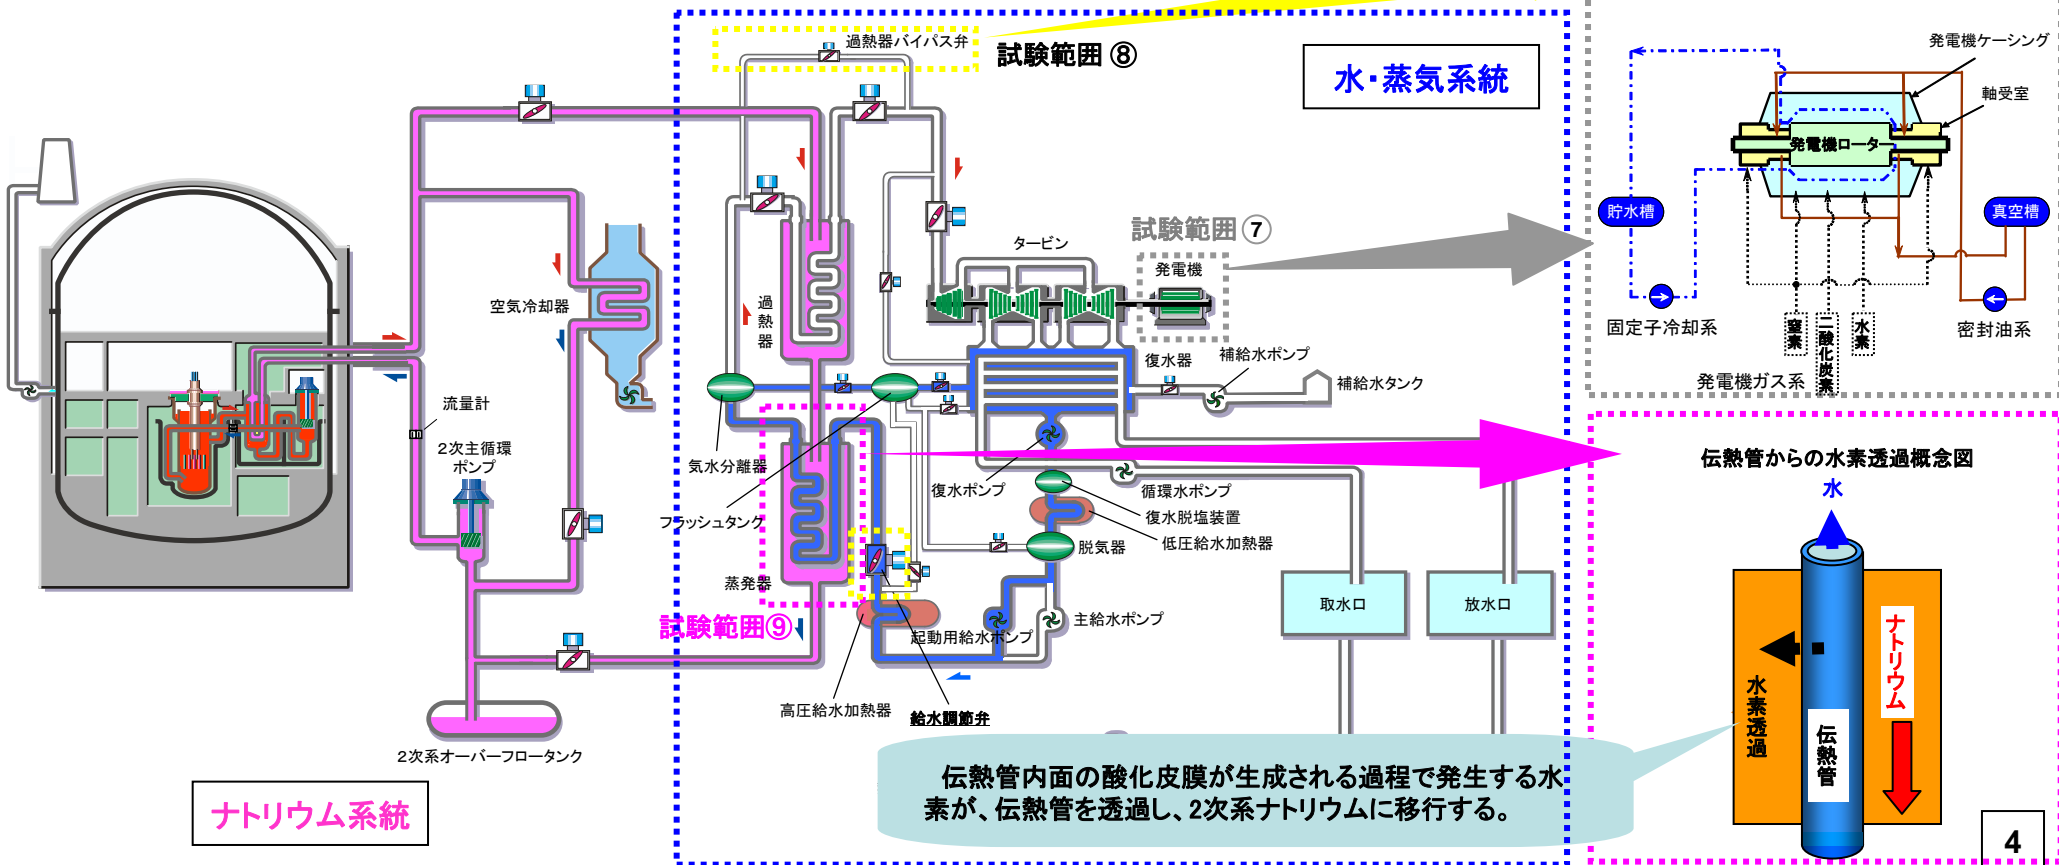 過熱器バイパス弁
試験範囲 ⑧
水・蒸気系統
発電機ケーシング
軸受室
発電機ローター
貯水槽
真空槽
固定子冷却系
窒素
二酸化炭素
水素
密封油系
発電機ガス系
試験範囲 ⑦
発電機
タービン
空気冷却器
過熱器
復水器
補給水ポンプ
補給水タンク
流量計
2次主循環
ポンプ
気水分離器
フラッシュタンク
復水ポンプ
循環水ポンプ
復水脱塩装置
低圧給水加熱器
脱気器
蒸発器
試験範囲⑨
起動用給水ポンプ
主給水ポンプ
取水口
放水口
高圧給水加熱器
給水調節弁
2次系オーバーフロータンク
ナトリウム系統
伝熱管からの水素透過概念図
水
ナトリウム
水素透過
伝熱管
伝熱管内面の酸化皮膜が生成される過程で発生する水
素が、伝熱管を透過し、2次系ナトリウムに移行する。
4